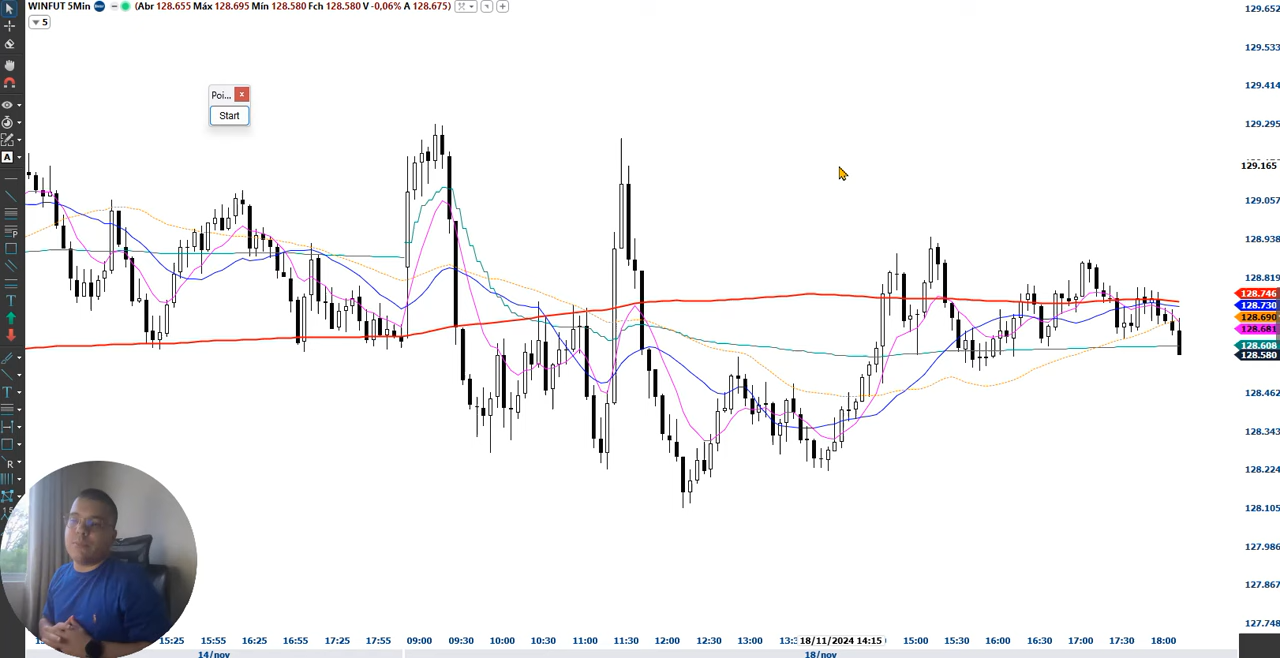 WINFUT 5Min (Abr 128.655 Máx 128.695 Mín 128.580 Fch 128.580 V -0,06% A 128.675)
5
Poi... x
Start
A
P
T
T
R
129.652
129.533
129.414
129.295
129.165
129.057
128.938
128.819
128.746
128.730
128.690
128.681
128.608
128.580
128.462
128.343
128.224
128.105
127.986
127.867
127.748
15:25 15:55 16:25 16:55 17:25 17:55 09:00 09:30 10:00 10:30 11:00 11:30 12:00 12:30 13:00 18/11/2024 14:15 15:00 15:30 16:00 16:30 17:00 17:30 18:00
14/nov 18/nov